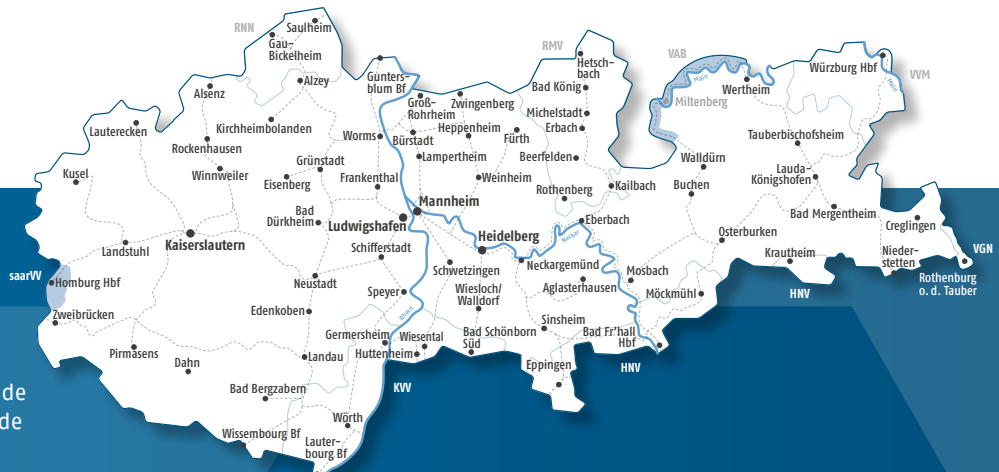 RNN
Saulheim
Gau-
Bickelheim
Alzey
Alsenz
Kirchheimbolanden
Lauterecken
Rockenhausen
Winnweiler
Kusel
Grünstadt
Eisenberg
Worms
Frankenthal
Bad
Dürkheim
Ludwigshafen
Mannheim
Kaiserslautern
Landstuhl
saarVV
Homburg Hbf
Zweibrücken
Pirmasens
Dahn
Schifferstadt
Neustadt
Speyer
Edenkoben
Germersheim
Landau
Bad Bergzabern
Wörth
Wissembourg Bf
Lauter-
bourg Bf
Gunters-
blum Bf
Groß-
Rohrheim
Zwingenberg
Bürstadt
Heppenheim
Fürth
Lampertheim
Weinheim
RMV
Hetsch-
bach
Bad König
Michelstadt
Erbach
Beerfelden
Rothenberg
Kailbach
Eberbach
Neckar
Heidelberg
Neckargemünd
Schwetzingen
Wiesloch/
Walldorf
Aglasterhausen
Mosbach
Möckmühl
Rhein
Wiesental
Huttenheim
Bad Schönborn
Süd
Sinsheim
Bad Fr’hall
Hbf
Eppingen
HNV
KVV
VAB
Main
Miltenberg
Wertheim
Würzburg Hbf
Main
VVM
Tauberbischofsheim
Walldürn
Lauda-
Königshofen
Buchen
Bad Mergentheim
Osterburken
Krautheim
HNV
Creglingen
Nieder-
stetten
VGN
Rothenburg
o. d. Tauber
de
de